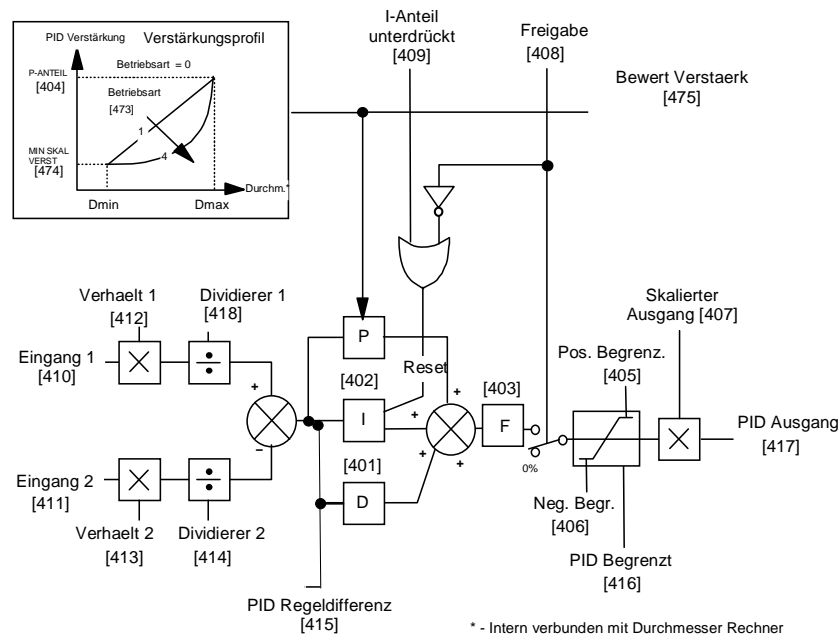 I-Anteil
unterdrückt
[409]
Freigabe
[408]
PID Verstärkung
Verstärkungsprofil
P-ANTEIL
[404]
Betriebsart = 0
Betriebsart
[473]
1
4
MIN SKAL
VERST
[474]
Durchm.*
Dmin
Dmax
Bewert Verstaerk
[475]
Verhaelt 1
[412]
Dividierer 1
[418]
Skalierter
Ausgang [407]
P
Reset
Pos. Begrenz.
[405]
Eingang 1
[410]
+
[402]
+
[403]
I
+
F
PID Ausgang
[417]
−
[401]
+
+
0%
Eingang 2
[411]
D
Neg. Begr.
[406]
Verhaelt 2
[413]
Dividierer 2
[414]
PID Begrenzt
[416]
PID Regeldifferenz
[415]
* - Intern verbunden mit Durchmesser Rechner